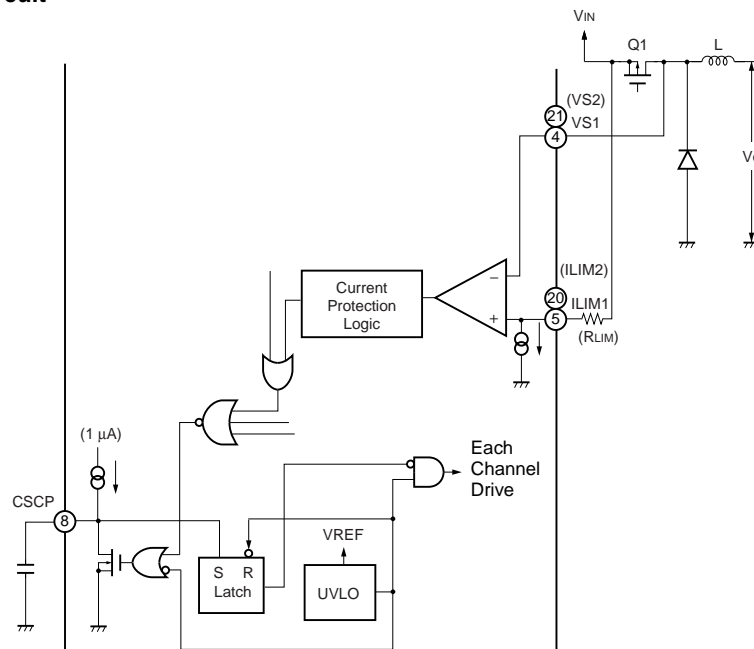 VIN
Q1
L
(VS2)
21
VS1
4
(ILIM2)
20
ILIM1
5
(RLIM)
−
+
Current
Protection
Logic
(1 μA)
CSCP
8
Each
Channel
Drive
VREF
S R
Latch
UVLO